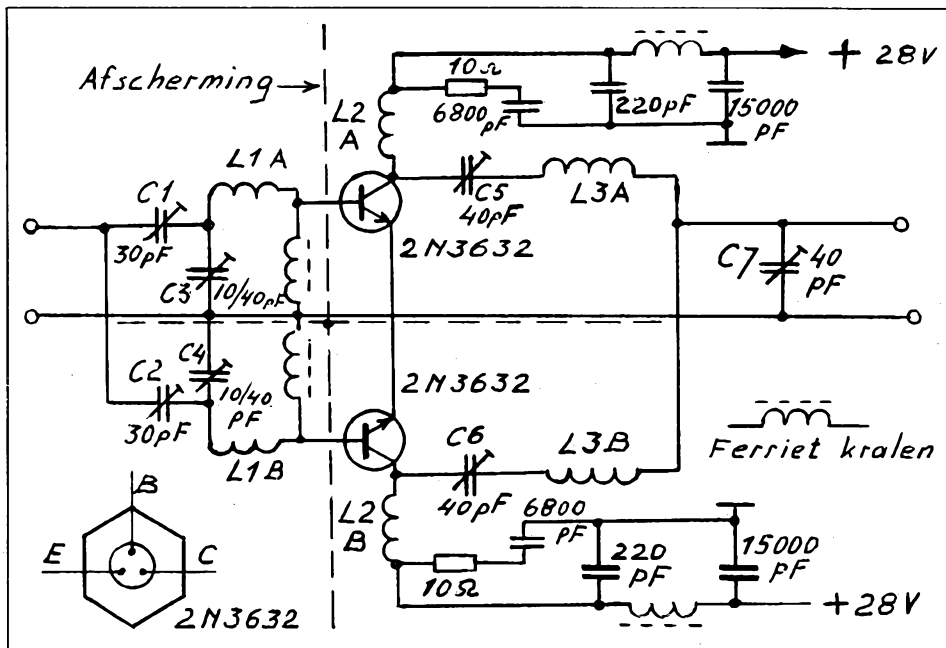 + 28V
Afscherming
10Ω
6800
pF
220pF
15000
pF
L2
A
L1A
C1
30pF
C5
40pF
L3A
2N3632
C3
10/40pF
C7
40
pF
C4
10/40
PF
C2
30pF
2N3632
L1B
C6
40pF
L3B
Ferriet kralen
B
E
C
2N3632
L2
B
6800
pF
10Ω
220
PF
15000
pF
+28V